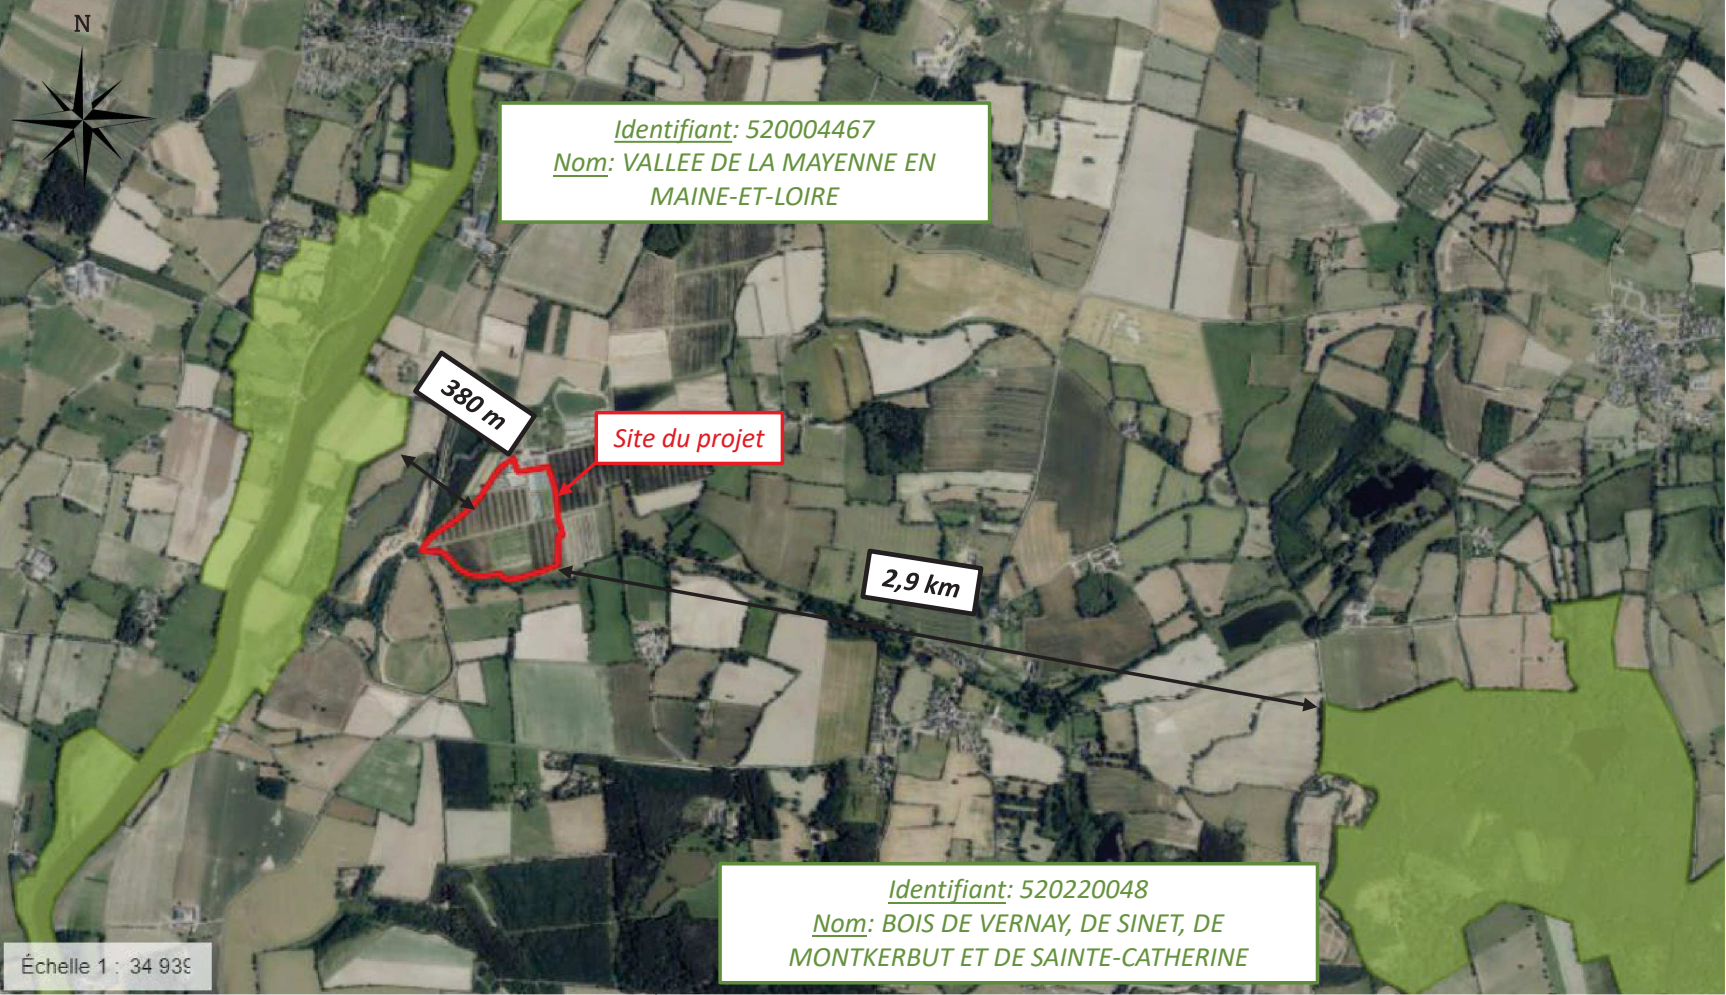 N
Identifiant: 520004467
Nom: VALLEE DE LA MAYENNE EN
MAINE-ET-LOIRE
380 m
Site du projet
2,9 km
Identifiant: 520220048
Nom: BOIS DE VERNAY, DE SINET, DE
MONTKERBUT ET DE SAINTE-CATHERINE
Échelle 1 : 34 939